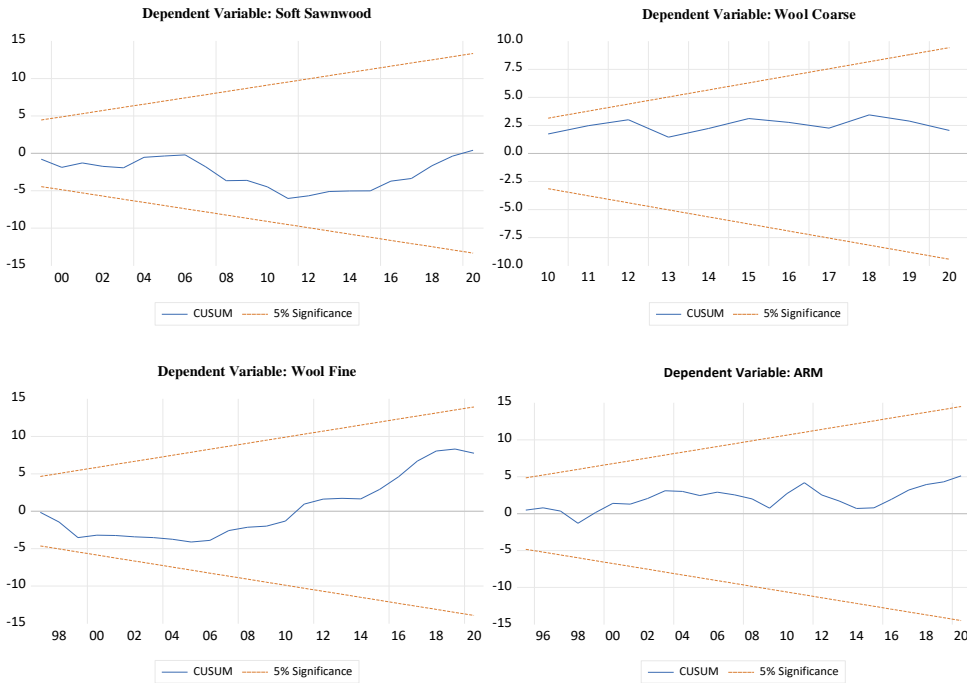 Dependent Variable: Soft Sawnwood
15
10
5
0
-5
-10
-15
00 02 04 06 08 10 12 14 16 18 20
CUSUM 5% Significance
Dependent Variable: Wool Coarse
10.0
7.5
5.0
2.5
0.0
-2.5
-5.0
-7.5
-10.0
10 11 12 13 14 15 16 17 18 19 20
CUSUM 5% Significance
Dependent Variable: Wool Fine
15
10
5
0
-5
-10
-15
98 00 02 04 06 08 10 12 14 16 18 20
CUSUM 5% Significance
Dependent Variable: ARM
15
10
5
0
-5
-10
-15
96 98 00 02 04 06 08 10 12 14 16 18 20
CUSUM 5% Significance